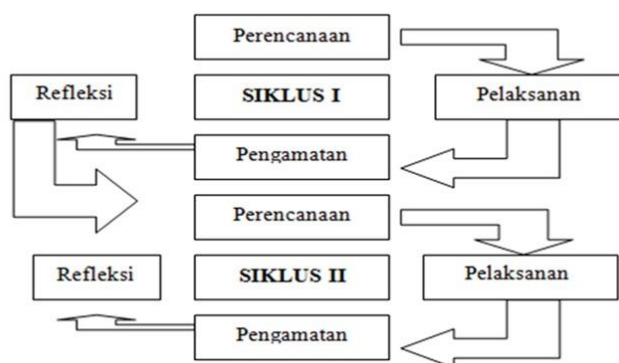 Perencanaan
Refleksi
SIKLUS I
Pelaksanan
Pengamatan
Perencanaan
Refleksi
SIKLUS II
Pelaksanan
Pengamatan